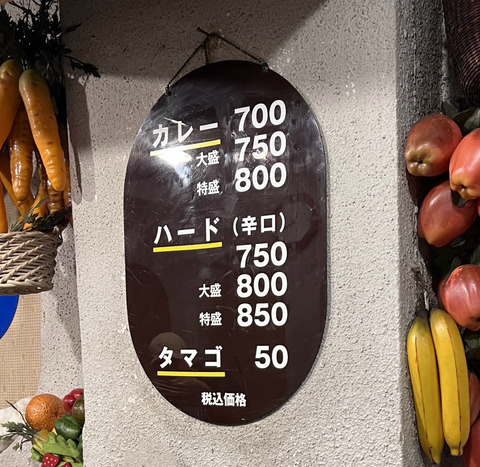 カレー 700
大盛 750
特盛 800
ハード（辛口）
750
大盛 800
特盛 850
タマゴ 50
税込価格